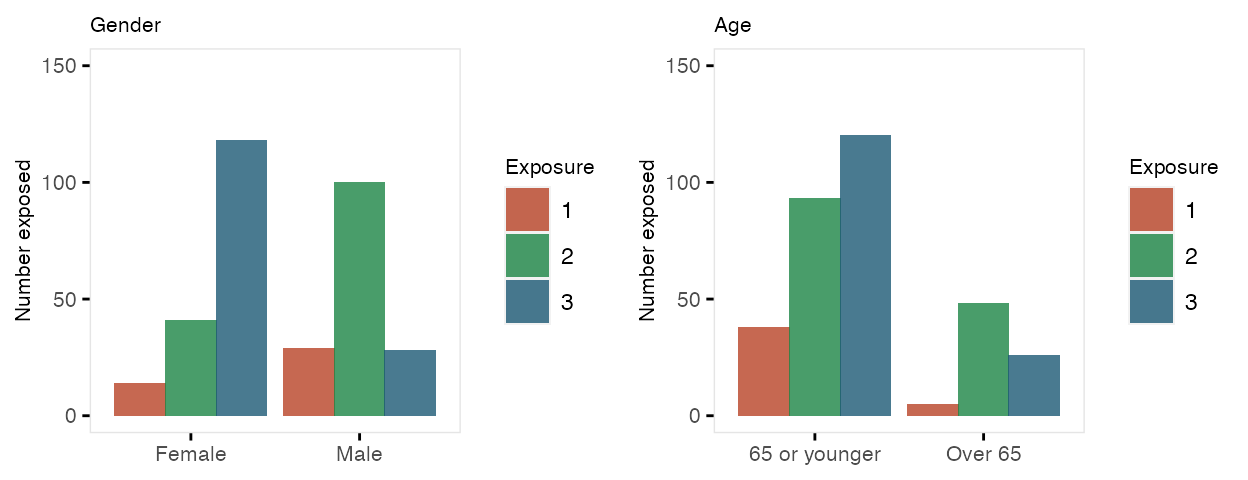 Gender
150
100
50
0
Number exposed
Female Male
Exposure
1
2
3
Age
150
100
50
0
Number exposed
65 or younger Over 65
Exposure
1
2
3